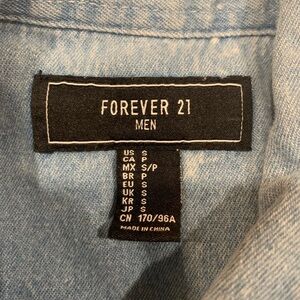 FOREVER 21
MEN
US S
CA P
MX S/P
BR P
EU S
UK S
KR S
JP S
CN 170/96A
MADE IN CHINA